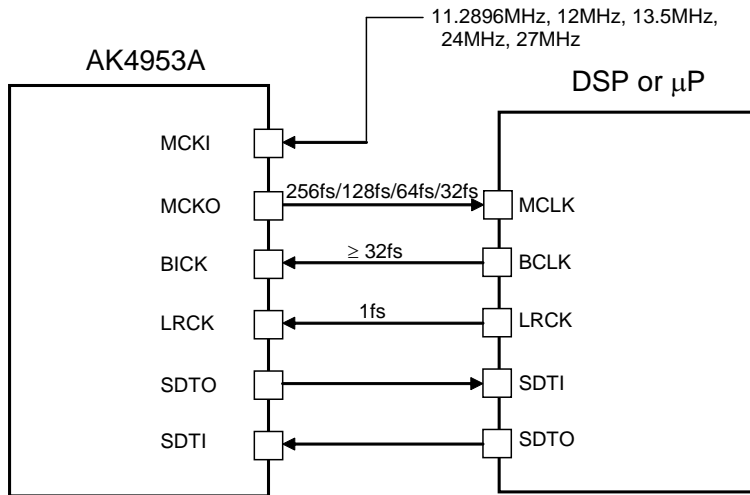 11.2896MHz, 12MHz, 13.5MHz,
24MHz, 27MHz
AK4953A
DSP or μP
MCKI
MCKO
256fs/128fs/64fs/32fs
MCLK
BICK
≥ 32fs
BCLK
LRCK
1fs
LRCK
SDTO
SDTI
SDTI
SDTO